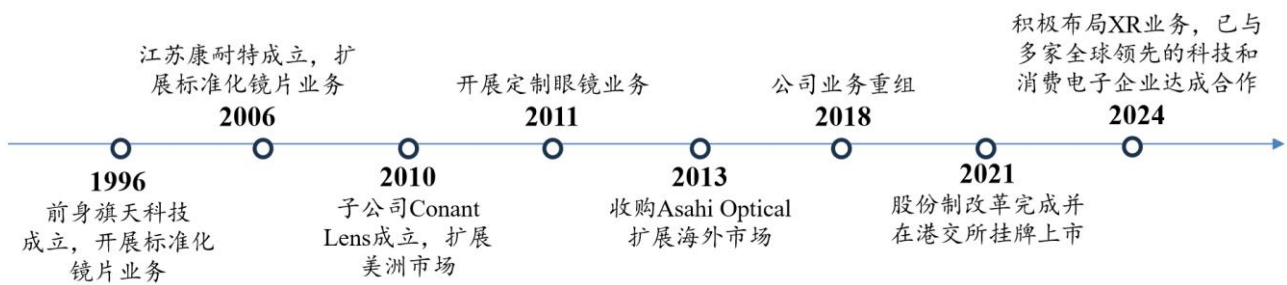 江苏康耐特成立，扩
展标准化镜片业务
2006
开展定制眼镜业务
2011
公司业务重组
2018
积极布局XR业务，已与
多家全球领先的科技和
消费电子企业达成合作
2024
1996
前身旗天科技
成立，开展标准化
镜片业务
2010
子公司Conant
Lens成立，扩展
美洲市场
2013
收购Asahi Optical
扩展海外市场
2021
股份制改革完成并
在港交所挂牌上市